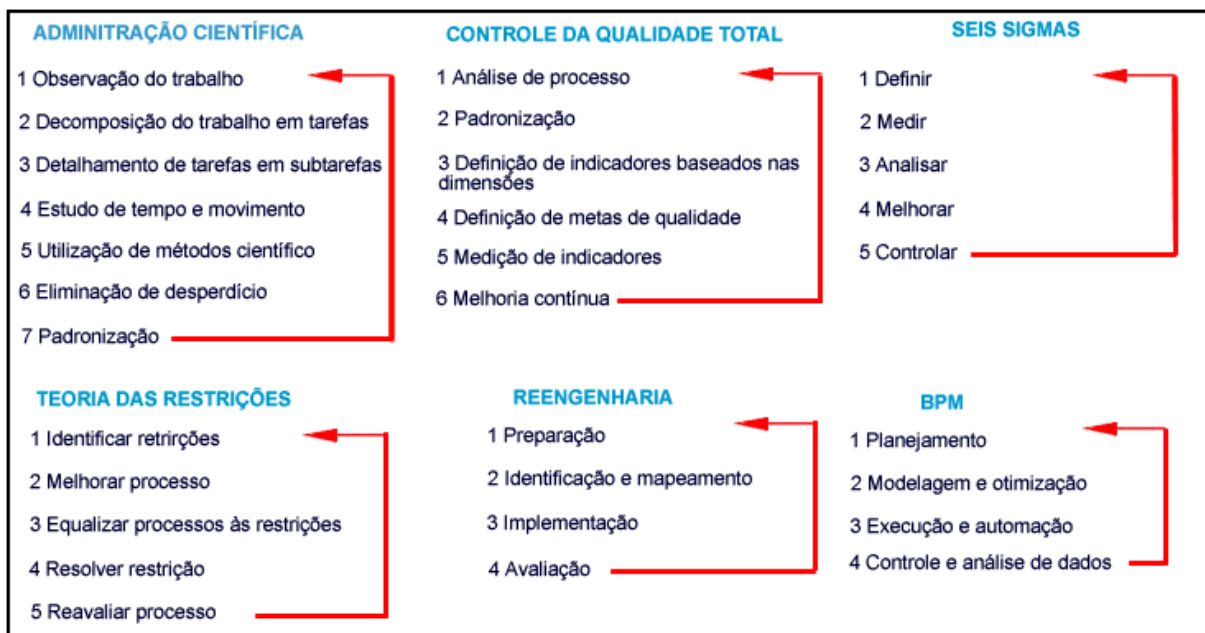 ADMINITRAÇÃO CIENTÍFICA
1 Observação do trabalho
2 Decomposição do trabalho em tarefas
3 Detalhamento de tarefas em subtarefas
4 Estudo de tempo e movimento
5 Utilização de métodos científico
6 Eliminação de desperdício
7 Padronização
CONTROLE DA QUALIDADE TOTAL
1 Análise de processo
2 Padronização
3 Definição de indicadores baseados nas
dimensões
4 Definição de metas de qualidade
5 Medição de indicadores
6 Melhoria contínua
SEIS SIGMAS
1 Definir
2 Medir
3 Analisar
4 Melhorar
5 Controlar
TEORIA DAS RESTRIÇÕES
1 Identificar retrirções
2 Melhorar processo
3 Equalizar processos às restrições
4 Resolver restrição
5 Reavaliar processo
REENGENHARIA
1 Preparação
2 Identificação e mapeamento
3 Implementação
4 Avaliação
BPM
1 Planejamento
2 Modelagem e otimização
3 Execução e automação
4 Controle e análise de dados